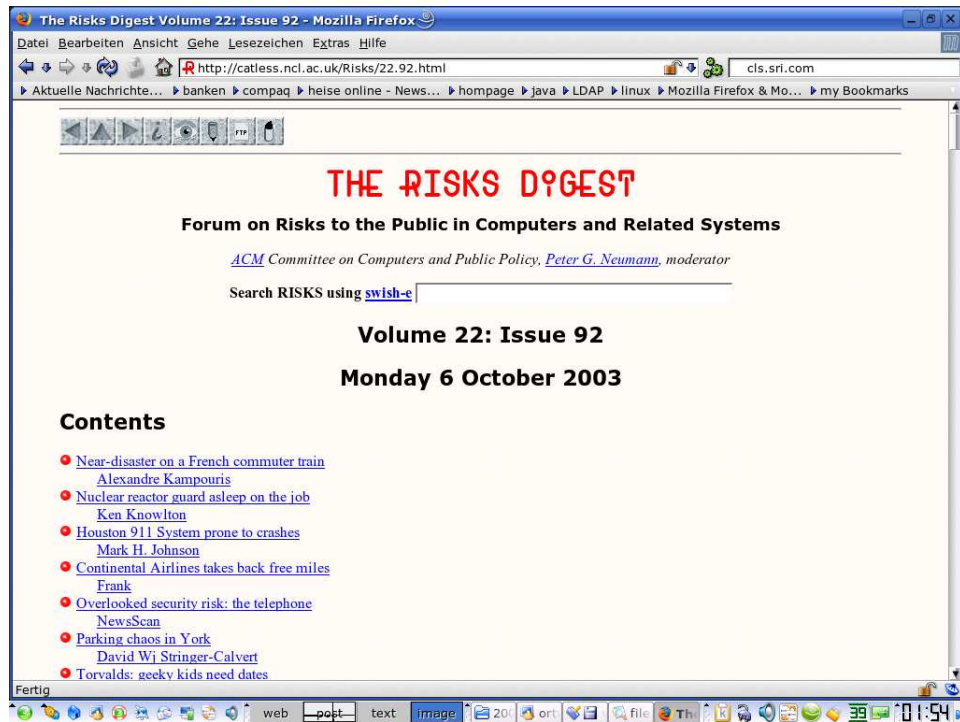 The Risks Digest Volume 22: Issue 92 - Mozilla Firefox
Datei Bearbeiten Ansicht Gehe Lesezeichen Extras Hilfe
http://catless.ncl.ac.uk/Risks/22.92.html cls.sri.com
Aktuelle Nachrichte... banken compaq heise online - News... hompage java LDAP linux Mozilla Firefox & Mo... my Bookmarks
FTP
THE RISKS DIGEST
Forum on Risks to the Public in Computers and Related Systems
ACM Committee on Computers and Public Policy, Peter G. Neumann, moderator
Search RISKS using swish-e
Volume 22: Issue 92
Monday 6 October 2003
Contents
Near-disaster on a French commuter train
Alexandre Kampouris
Nuclear reactor guard asleep on the job
Ken Knowlton
Houston 911 System prone to crashes
Mark H. Johnson
Continental Airlines takes back free miles
Frank
Overlooked security risk: the telephone
NewsScan
Parking chaos in York
David Wj Stringer-Calvert
Torvalds: geeky kids need dates
Fertig
web post text image 200 ort file The 39 01:54